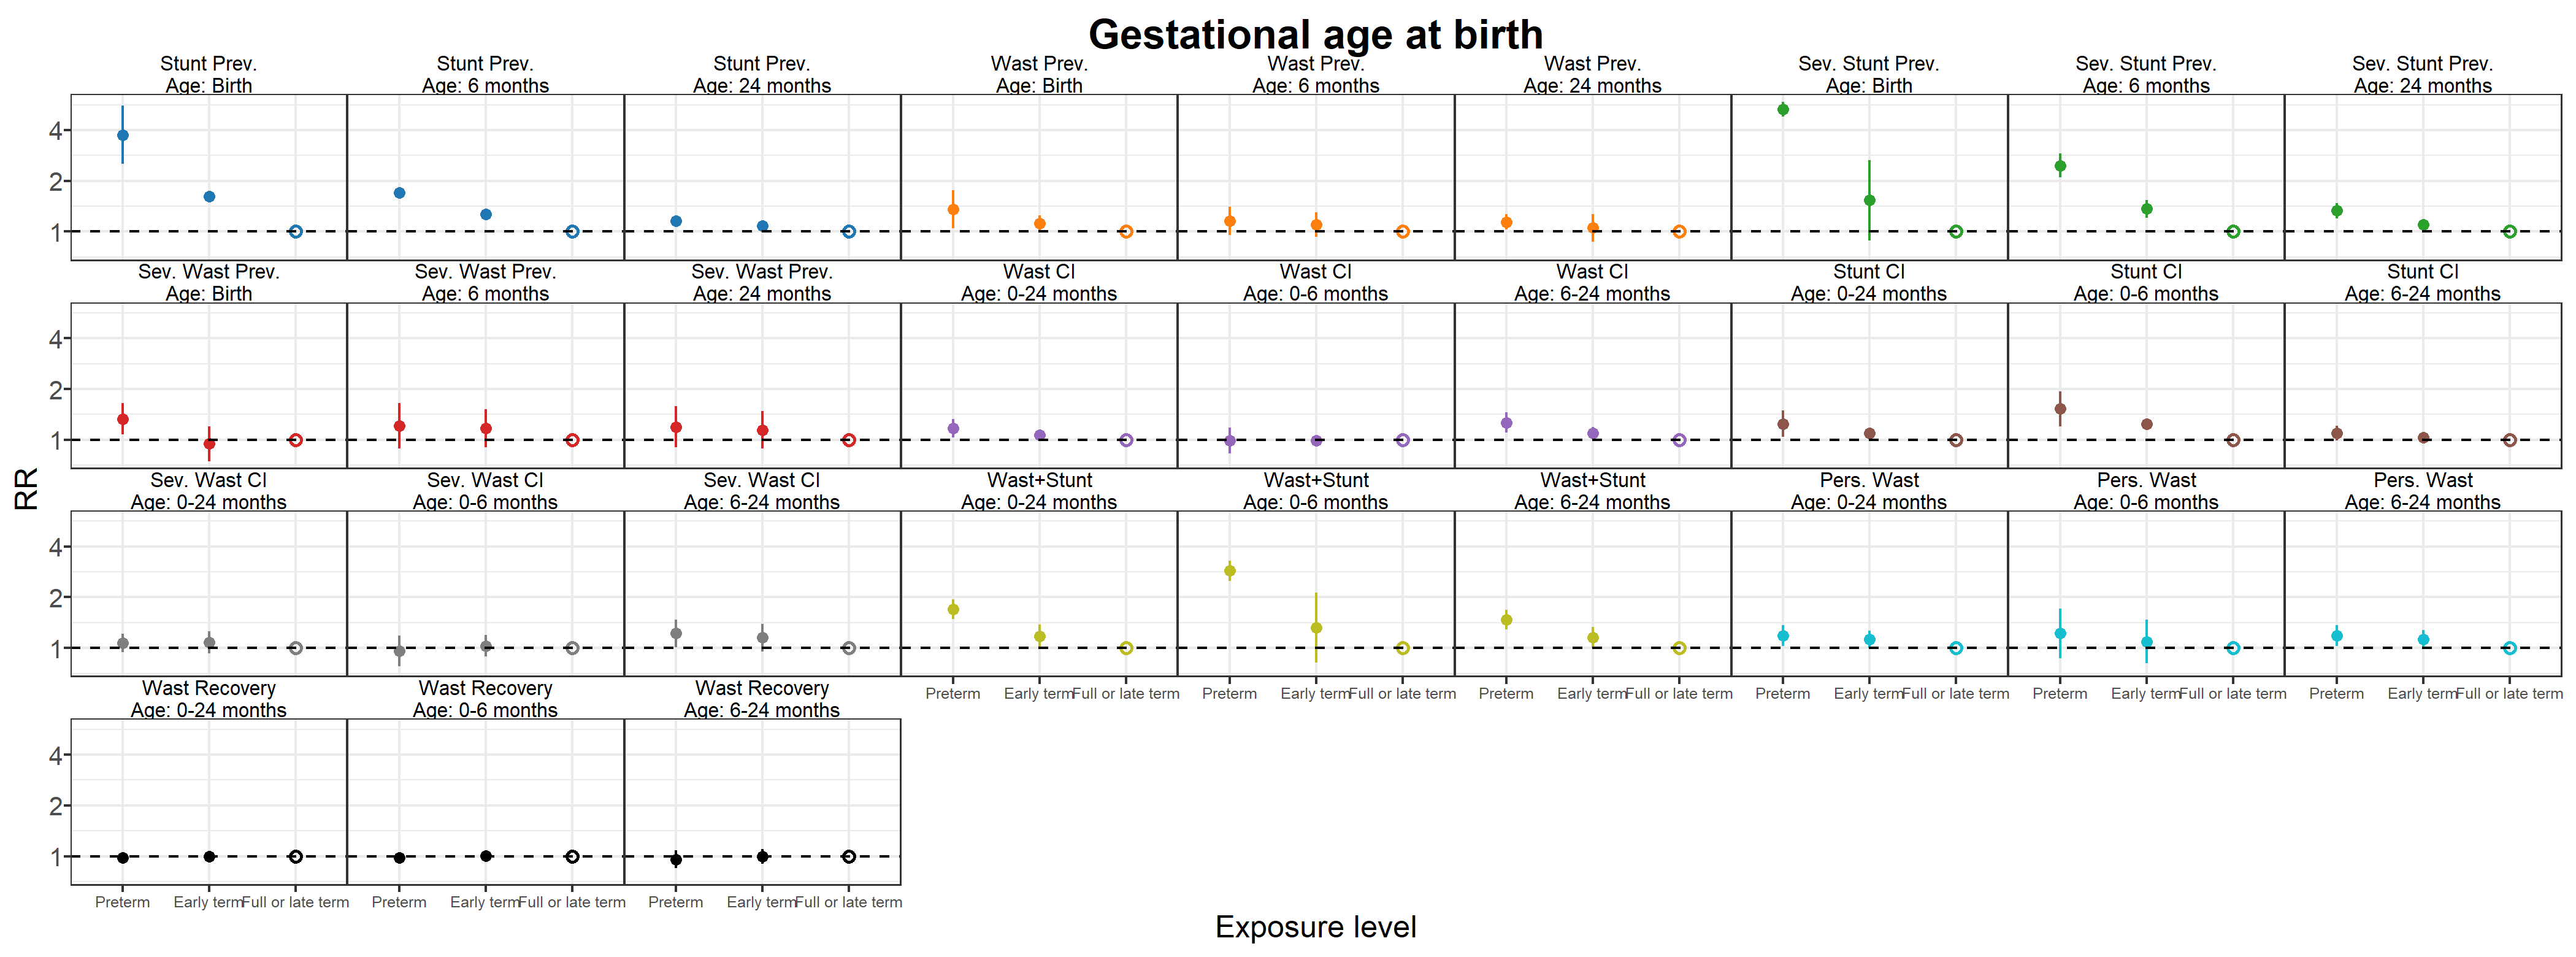 Gestational age at birth
Stunt Prev.
Age: Birth
Stunt Prev.
Age: 6 months
Stunt Prev.
Age: 24 months
Wast Prev.
Age: Birth
Wast Prev.
Age: 6 months
Wast Prev.
Age: 24 months
Sev. Stunt Prev.
Age: Birth
Sev. Stunt Prev.
Age: 6 months
Sev. Stunt Prev.
Age: 24 months
4
2
1
Sev. Wast Prev.
Age: Birth
Sev. Wast Prev.
Age: 6 months
Sev. Wast Prev.
Age: 24 months
Wast CI
Age: 0-24 months
Wast CI
Age: 0-6 months
Wast CI
Age: 6-24 months
Stunt CI
Age: 0-24 months
Stunt CI
Age: 0-6 months
Stunt CI
Age: 6-24 months
4
2
1
RR
Sev. Wast CI
Age: 0-24 months
Sev. Wast CI
Age: 0-6 months
Sev. Wast CI
Age: 6-24 months
Wast+Stunt
Age: 0-24 months
Wast+Stunt
Age: 0-6 months
Wast+Stunt
Age: 6-24 months
Pers. Wast
Age: 0-24 months
Pers. Wast
Age: 0-6 months
Pers. Wast
Age: 6-24 months
4
2
1
Preterm Early term Full or late term
Preterm Early term Full or late term
Preterm Early term Full or late term
Preterm Early term Full or late term
Preterm Early term Full or late term
Preterm Early term Full or late term
Wast Recovery
Age: 0-24 months
Wast Recovery
Age: 0-6 months
Wast Recovery
Age: 6-24 months
4
2
1
Preterm Early term Full or late term
Preterm Early term Full or late term
Preterm Early term Full or late term
Exposure level